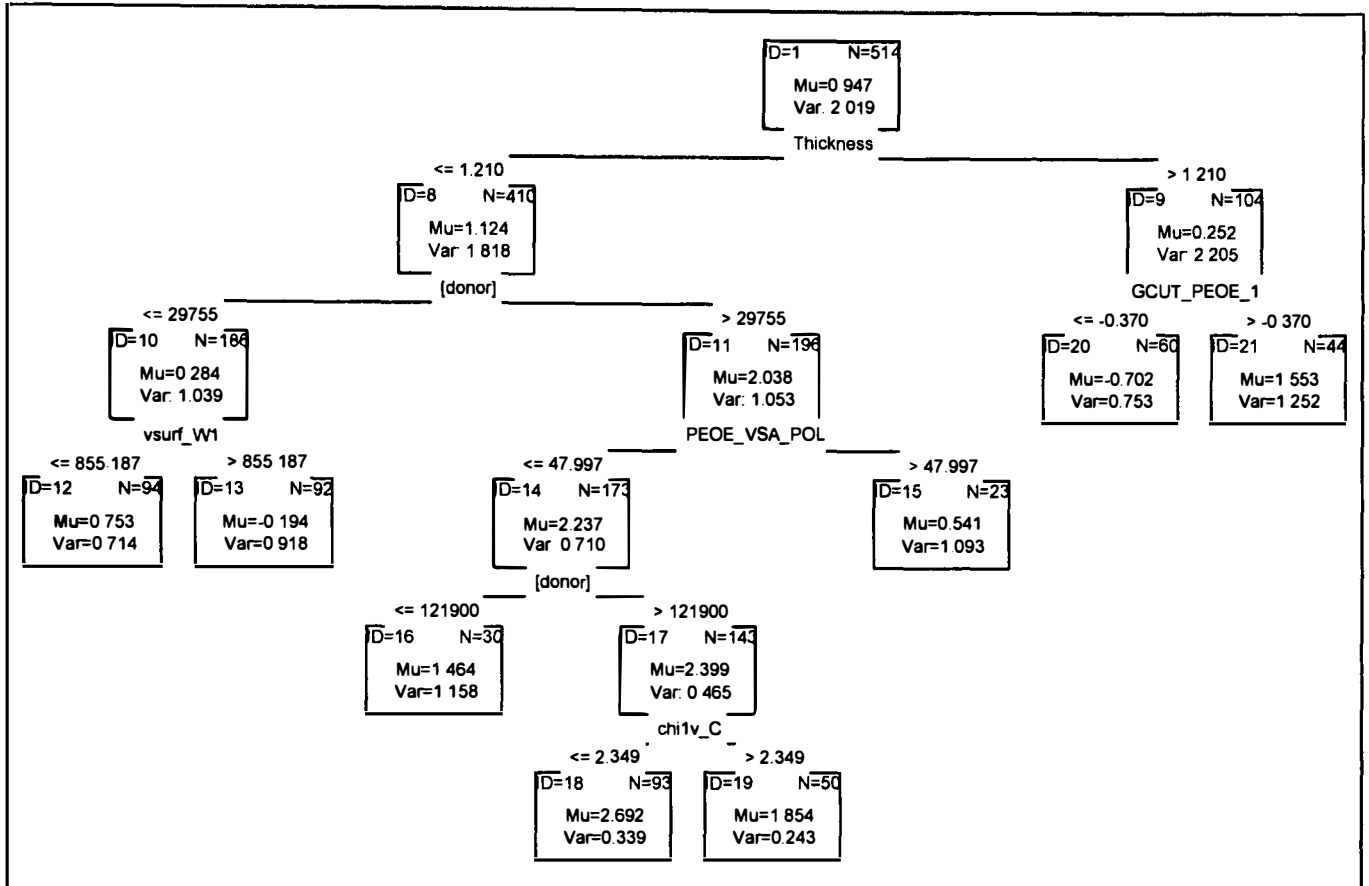 ID=1 N=514
Mu=0 947
Var. 2 019
Thickness
<= 1.210
> 1 210
ID=8 N=410
ID=9 N=104
Mu=1.124
Var 1 818
Mu=0.252
Var 2 205
[donor]
GCUT_PEOE_1
<= 29755
> 29755
<= -0.370
> -0 370
ID=10 N=186
ID=11 N=196
ID=20 N=60
ID=21 N=44
Mu=0 284
Var: 1.039
Mu=2.038
Var. 1.053
Mu=-0.702
Var=0.753
Mu=1 553
Var=1 252
vsurf_W1
PEOE_VSA_POL
<= 855.187
> 855 187
<= 47.997
> 47.997
ID=12 N=94
ID=13 N=92
ID=14 N=173
ID=15 N=23
Mu=0 753
Var=0 714
Mu=-0 194
Var=0 918
Mu=2.237
Var 0 710
Mu=0.541
Var=1.093
[donor]
<= 121900
> 121900
ID=16 N=30
ID=17 N=143
Mu=1 464
Var=1 158
Mu=2.399
Var: 0 465
chi1v_C
<= 2.349
> 2.349
ID=18 N=93
ID=19 N=50
Mu=2.692
Var=0.339
Mu=1 854
Var=0.243